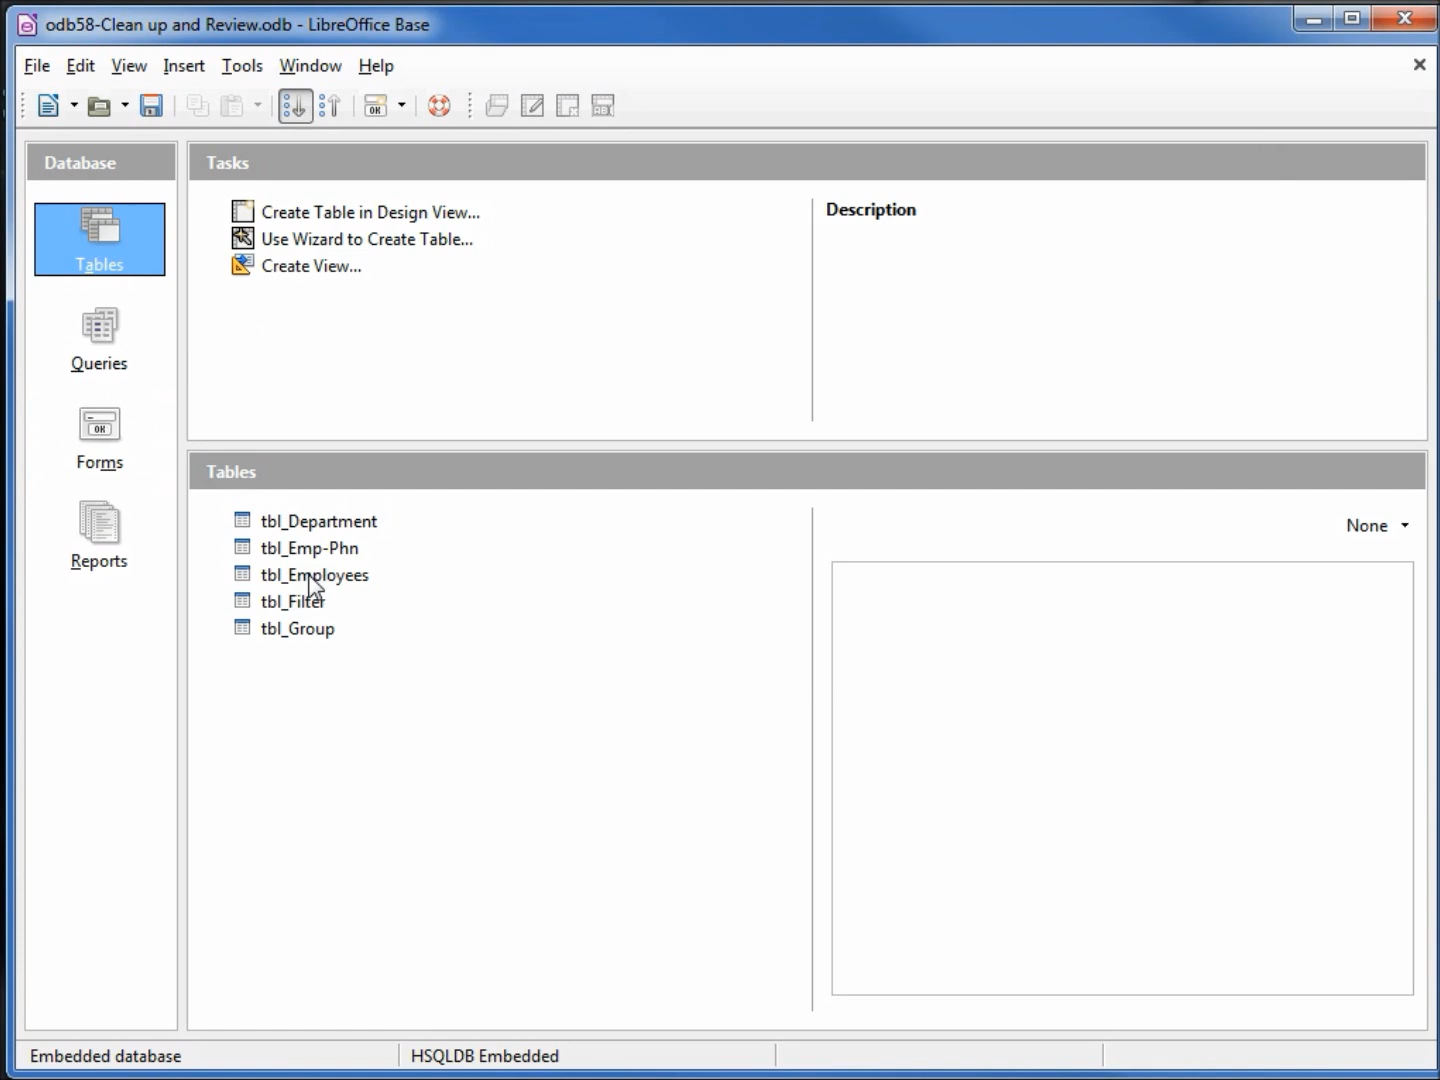 odb58-Clean up and Review.odb - LibreOffice Base
File Edit View Insert Tools Window Help
Database
Tables
Queries
Forms
Reports
Tasks
Create Table in Design View...
Use Wizard to Create Table...
Create View...
Description
Tables
tbl_Department
tbl_Emp-Phn
tbl_Employees
tbl_Filter
tbl_Group
None
Embedded database
HSQLDB Embedded